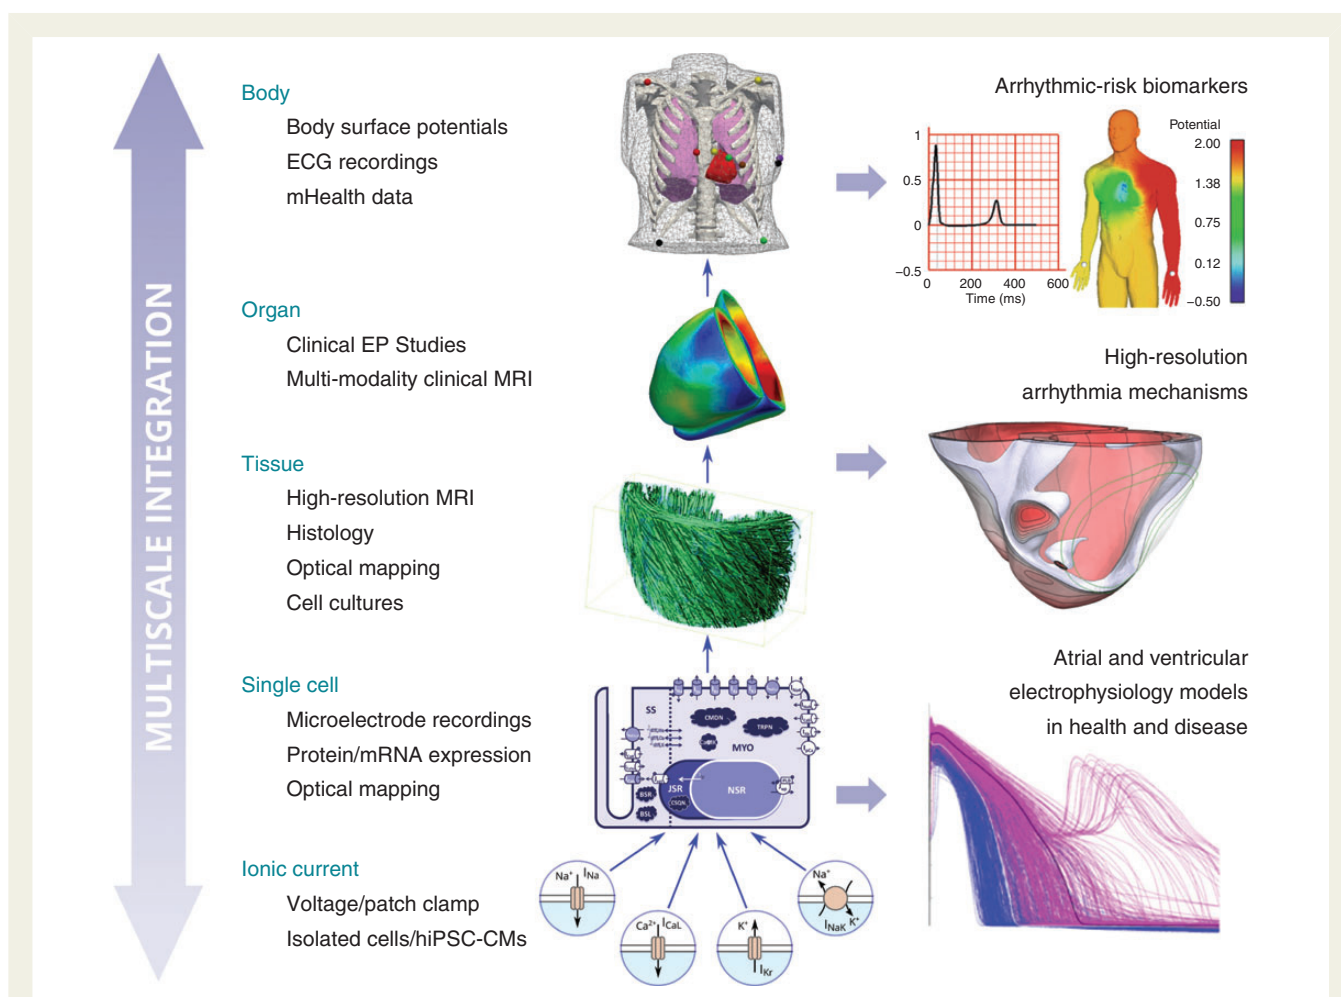 MULTISCALE INTEGRATION
Body
Body surface potentials
ECG recordings
mHealth data
Organ
Clinical EP Studies
Multi-modality clinical MRI
Tissue
High-resolution MRI
Histology
Optical mapping
Cell cultures
Single cell
Microelectrode recordings
Protein/mRNA expression
Optical mapping
Ionic current
Voltage/patch clamp
Isolated cells/hiPSC-CMs
SS
CMDN
TRPN
MYO
JSR
NSR
BSR
CSQN
BSL
Na⁺ I_Na
Ca²⁺ I_CaL
K⁺
I_Kr
Na⁺
I_NaK K⁺
Arrhythmic-risk biomarkers
1
0.5
0
−0.5
0 200 400 600
Time (ms)
Potential
2.00
1.38
0.75
0.12
−0.50
High-resolution
arrhythmia mechanisms
Atrial and ventricular
electrophysiology models
in health and disease